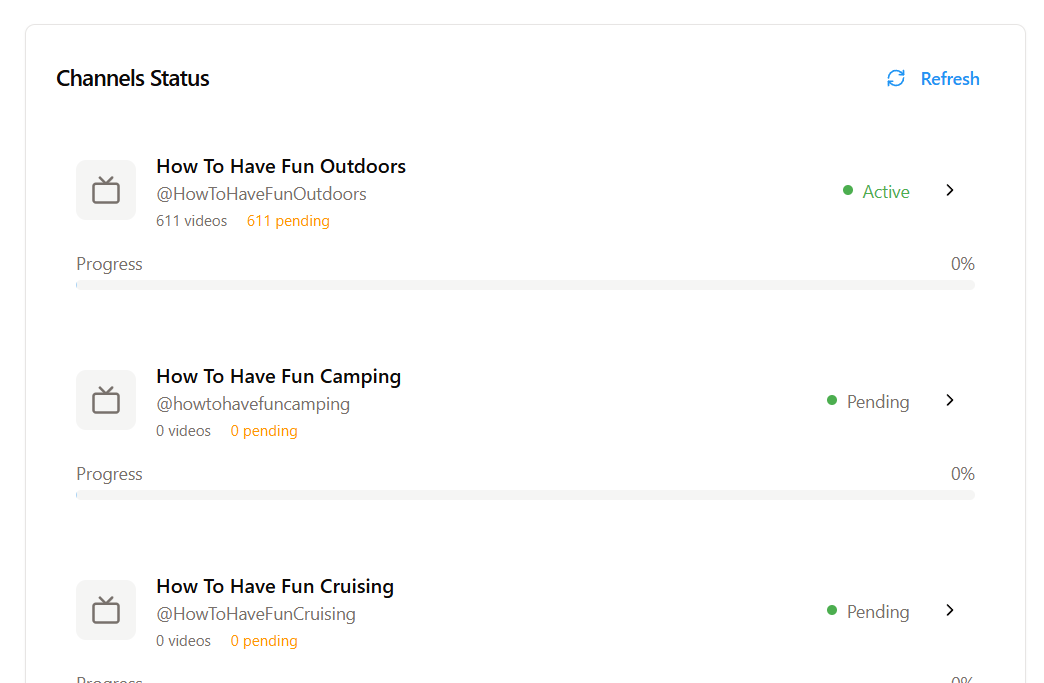 Channels Status
Refresh
How To Have Fun Outdoors
@HowToHaveFunOutdoors
Active
611 videos 611 pending
Progress 0%
How To Have Fun Camping
@howtohavefuncamping
Pending
0 videos 0 pending
Progress 0%
How To Have Fun Cruising
@HowToHaveFunCruising
Pending
0 videos 0 pending
Progress 0%